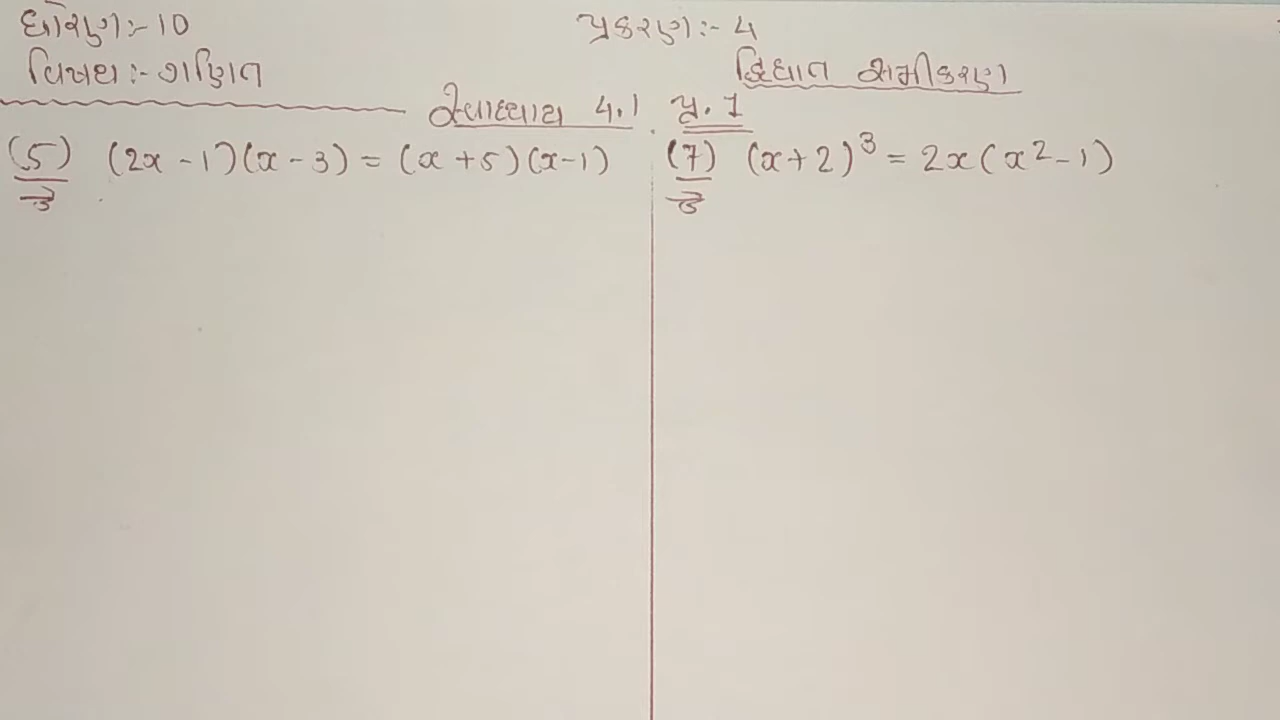 ધોરણ:- 10
પ્રકરણ:- 4
વિષય:- ગણિત
દ્વિઘાત સમીકરણ
સ્વાધ્યાય 4.1 પ્ર. 1
(5) (2x - 1)(x - 3) = (x + 5)(x - 1)
(7) (x + 2)³ = 2x(x² - 1)